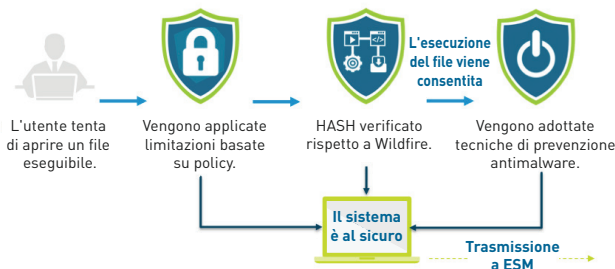 L'utente tenta
di aprire un file
eseguibile.
Vengono applicate
limitazioni basate
su policy.
HASH verificato
rispetto a Wildfire.
L'esecuzione
del file viene
consentita
Vengono adottate
tecniche di prevenzione
antimalware.
Il sistema
è al sicuro
Trasmissione
a ESM